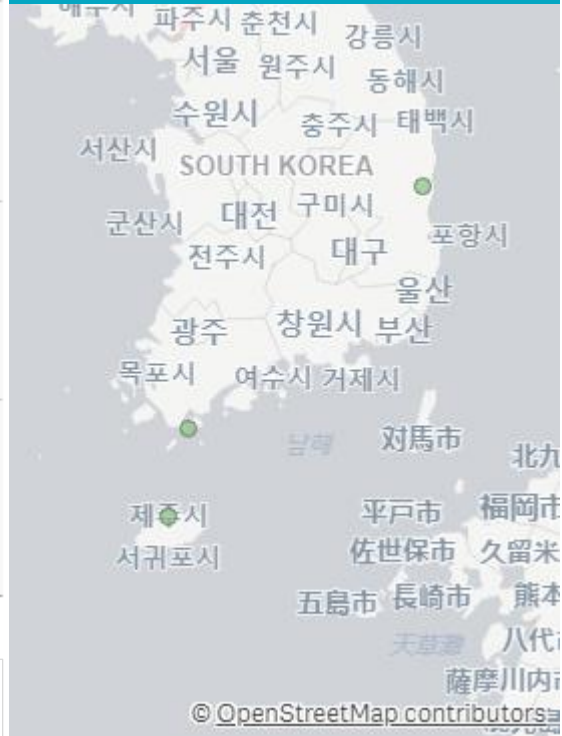 파주시 춘천시
강릉시
서울 원주시
동해시
수원시
충주시 태백시
서산시
SOUTH KOREA
구미시
대전
군산시
포항시
대구
전주시
울산
창원시 부산
광주
목포시 여수시 거제시
対馬市
남해
北九
제주시
平戸市 福岡市
서귀포시 佐世保市 久留米
五島市 長崎市 熊本
天草灘 八代
薩摩川内市
© OpenStreetMap contributors